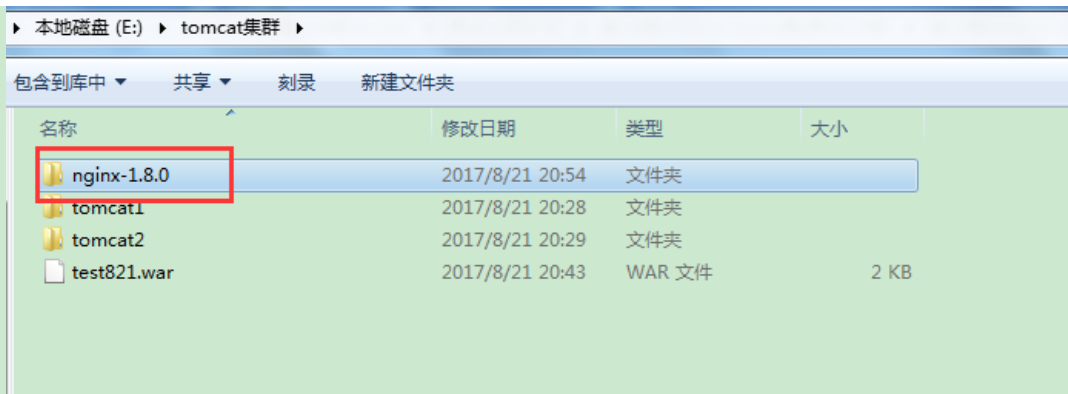 本地磁盘 (E:) tomcat集群
包含到库中 共享 刻录 新建文件夹
名称 修改日期 类型 大小
nginx-1.8.0 2017/8/21 20:54 文件夹
tomcat1 2017/8/21 20:28 文件夹
tomcat2 2017/8/21 20:29 文件夹
test821.war 2017/8/21 20:43 WAR 文件 2 KB